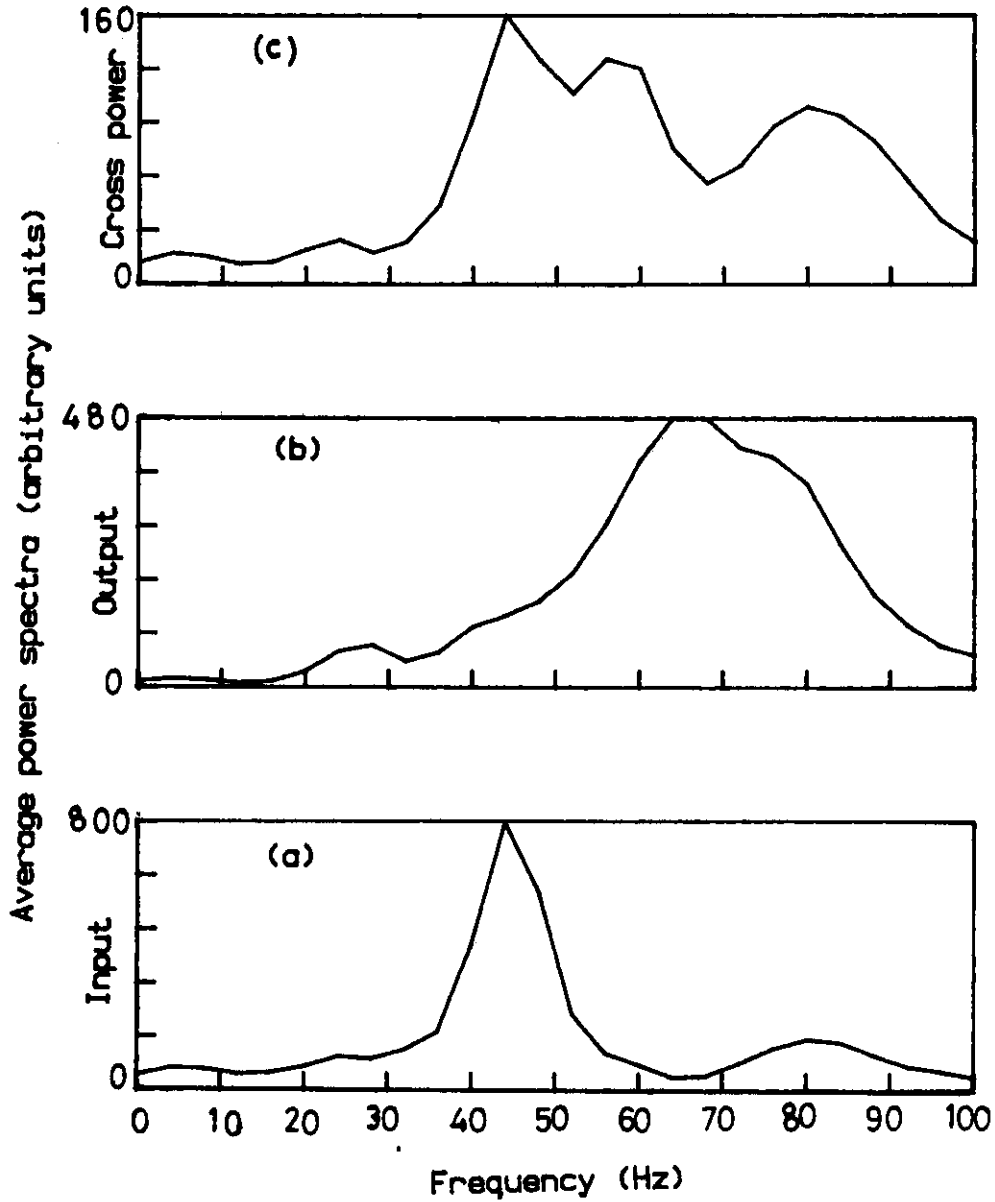 Average power spectra (arbitrary units)
160
(c)
Cross power
0
480
(b)
Output
0
800
(a)
Input
0
0 10 20 30 40 50 60 70 80 90 100
Frequency (Hz)